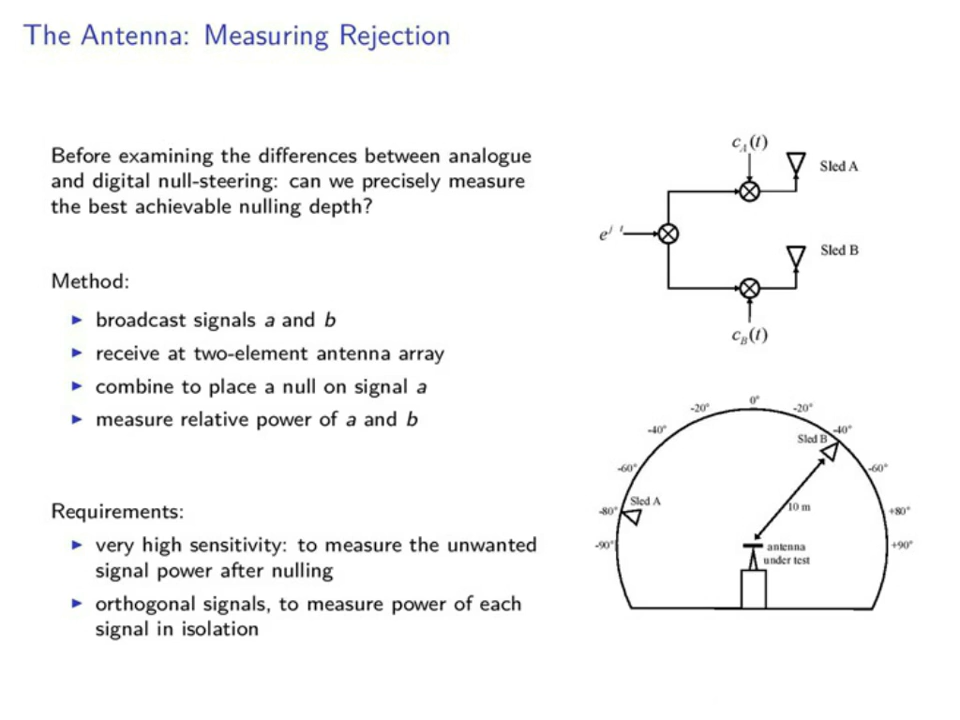 The Antenna: Measuring Rejection
Before examining the differences between analogue
and digital null-steering: can we precisely measure
the best achievable nulling depth?
Method:
▶ broadcast signals a and b
▶ receive at two-element antenna array
▶ combine to place a null on signal a
▶ measure relative power of a and b
Requirements:
▶ very high sensitivity: to measure the unwanted
signal power after nulling
▶ orthogonal signals, to measure power of each
signal in isolation
c_A(t)
Sled A
e^j t
Sled B
c_B(t)
0°
-20°
-20°
-40°
-40°
Sled B
-60°
-60°
Sled A
10 m
-80°
+80°
-90°
+90°
antenna
under test